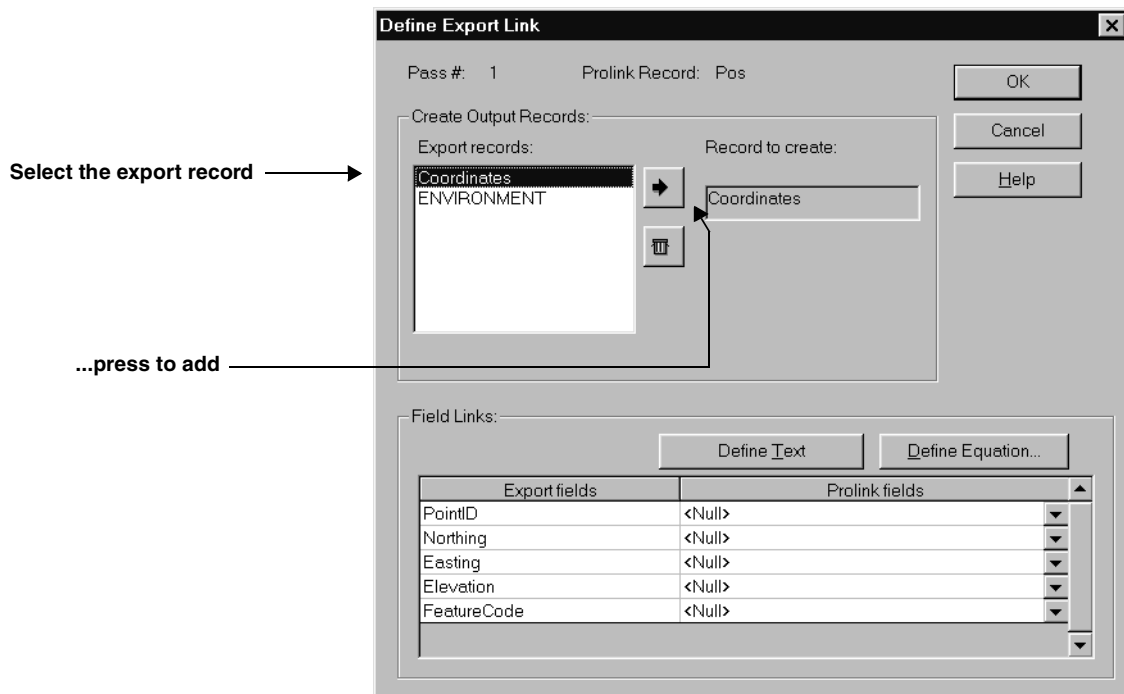 Define Export Link
Pass #: 1 Prolink Record: Pos
OK
Create Output Records:
Cancel
Export records: Record to create:
Select the export record
Help
Coordinates
ENVIRONMENT
Coordinates
...press to add
Field Links:
Define Text Define Equation...
Export fields Prolink fields
PointID <Null>
Northing <Null>
Easting <Null>
Elevation <Null>
FeatureCode <Null>